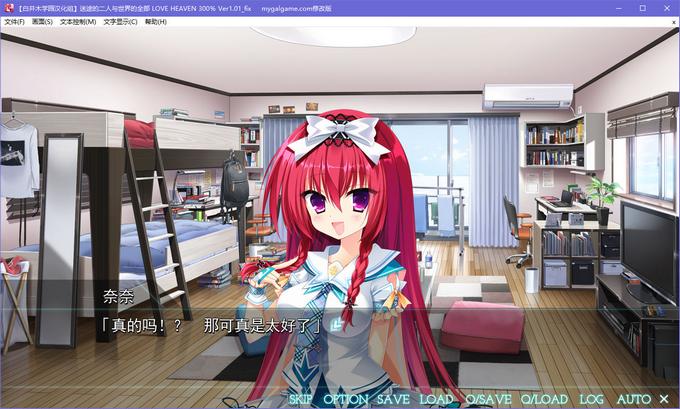 【白井木学园汉化组】迷途的二人与世界的全部 LOVE HEAVEN 300% Ver1.01_fix mygalgame.com修改版
文件(F) 画面(S) 文本控制(M) 文字显示(C) 帮助(H)
奈奈
「真的吗！？ 那可真是太好了」
SKIP OPTION SAVE LOAD Q/SAVE Q/LOAD LOG AUTO ×